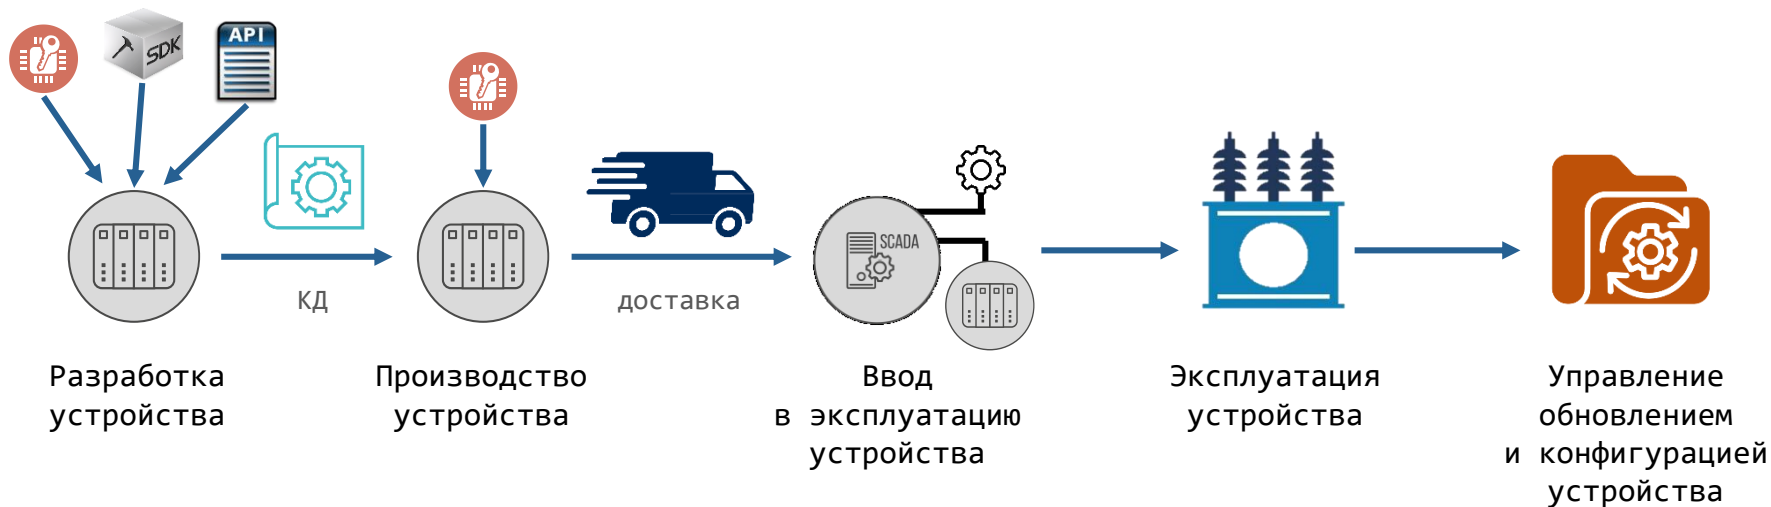 SDK
API
SCADA
КД
доставка
Разработка
устройства
Производство
устройства
Ввод
в эксплуатацию
устройства
Эксплуатация
устройства
Управление
обновлением
и конфигурацией
устройства